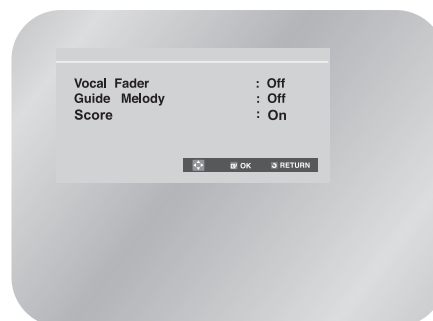 Vocal Fader : Off
Guide Melody : Off
Score : On
OK RETURN